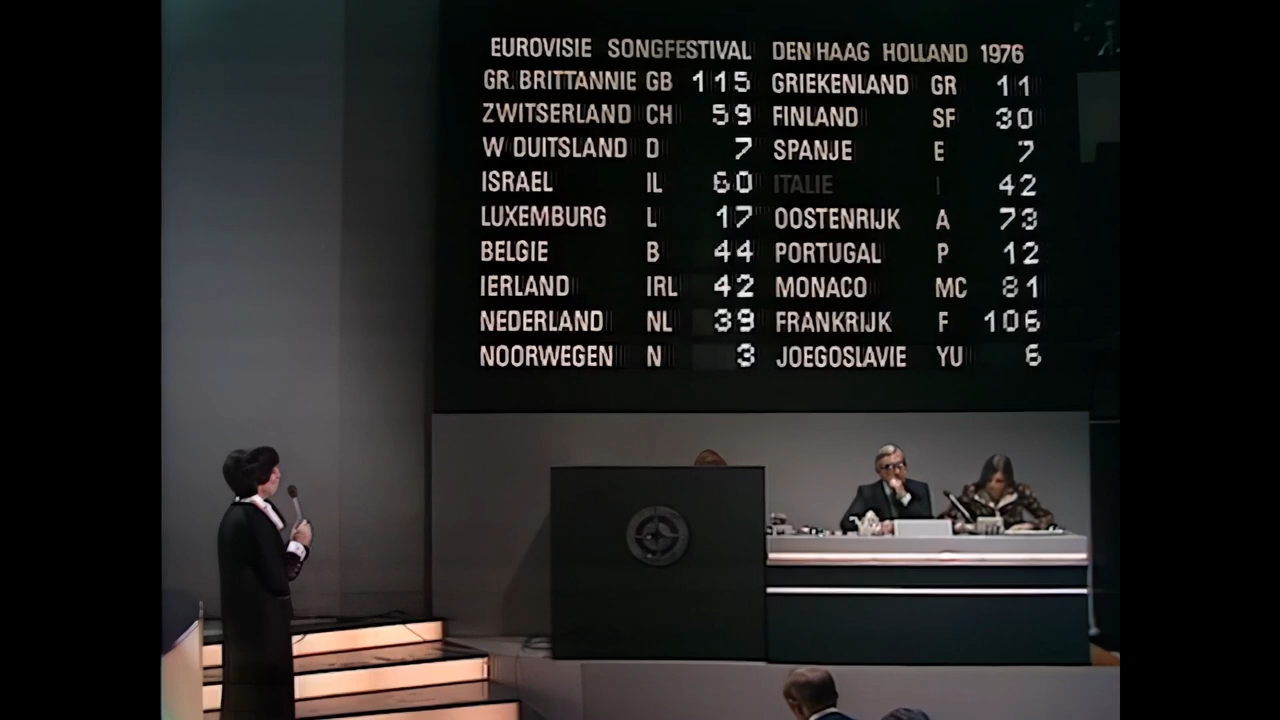 EUROVISIE SONGFESTIVAL DEN HAAG HOLLAND 1976
GR. BRITTANNIE GB 115 GRIEKENLAND GR 11
ZWITSERLAND CH 59 FINLAND SF 30
W DUITSLAND D 7 SPANJE E 7
ISRAEL IL 60 ITALIE I 42
LUXEMBURG L 17 OOSTENRIJK A 73
BELGIE B 44 PORTUGAL P 12
IERLAND IRL 42 MONACO MC 81
NEDERLAND NL 39 FRANKRIJK F 106
NOORWEGEN N 3 JOEGOSLAVIE YU 6